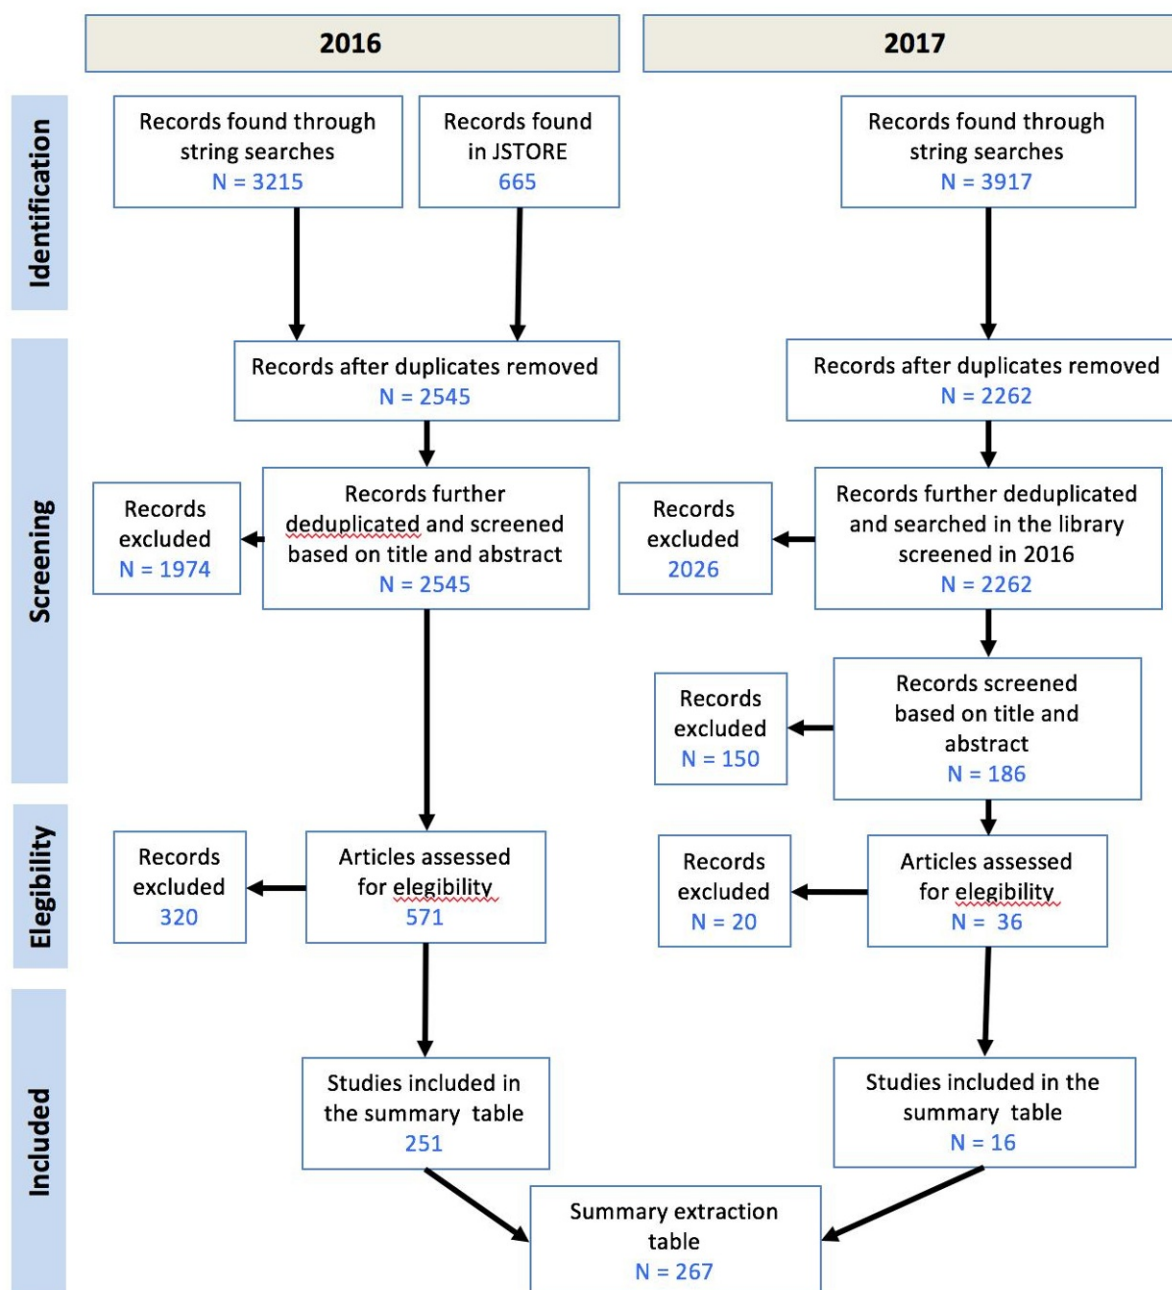 2016
2017
Identification
Records found through
string searches
N = 3215
Records found
in JSTORE
665
Records found through
string searches
N = 3917
Screening
Records after duplicates removed
N = 2545
Records after duplicates removed
N = 2262
Records
excluded
N = 1974
Records further
deduplicated and screened
based on title and abstract
N = 2545
Records
excluded
2026
Records further deduplicated
and searched in the library
screened in 2016
N = 2262
Records
excluded
N = 150
Records screened
based on title and
abstract
N = 186
Elegibility
Records
excluded
320
Articles assessed
for elegibility
571
Records
excluded
N = 20
Articles assessed
for elegibility
N = 36
Included
Studies included in
the summary table
251
Studies included in the
summary table
N = 16
Summary extraction
table
N = 267